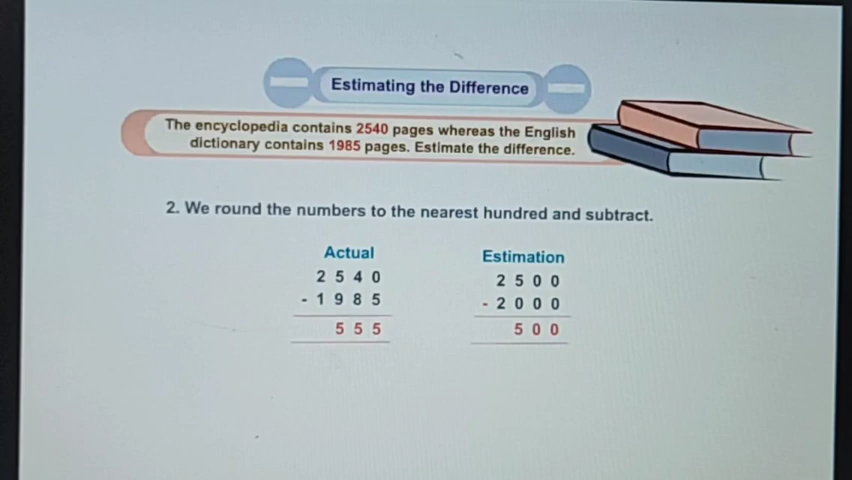 Estimating the Difference
The encyclopedia contains 2540 pages whereas the English
dictionary contains 1985 pages. Estimate the difference.
2. We round the numbers to the nearest hundred and subtract.
Actual
2 5 4 0
- 1 9 8 5
5 5 5
Estimation
2 5 0 0
- 2 0 0 0
5 0 0